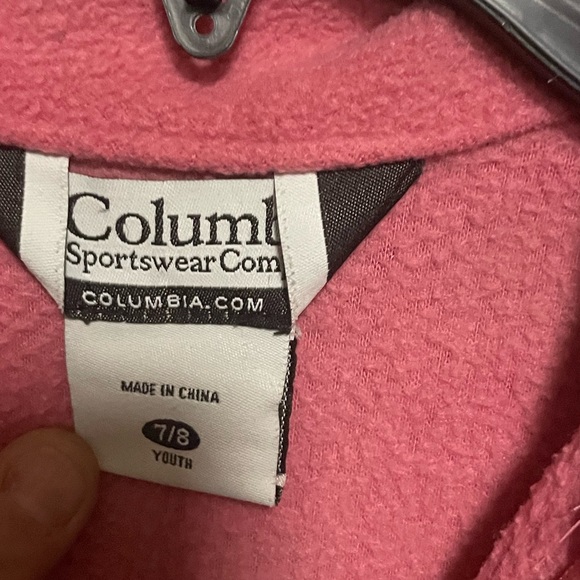 Columb
Sportswear Com
COLUMBIA.COM
MADE IN CHINA
7/8
YOUTH